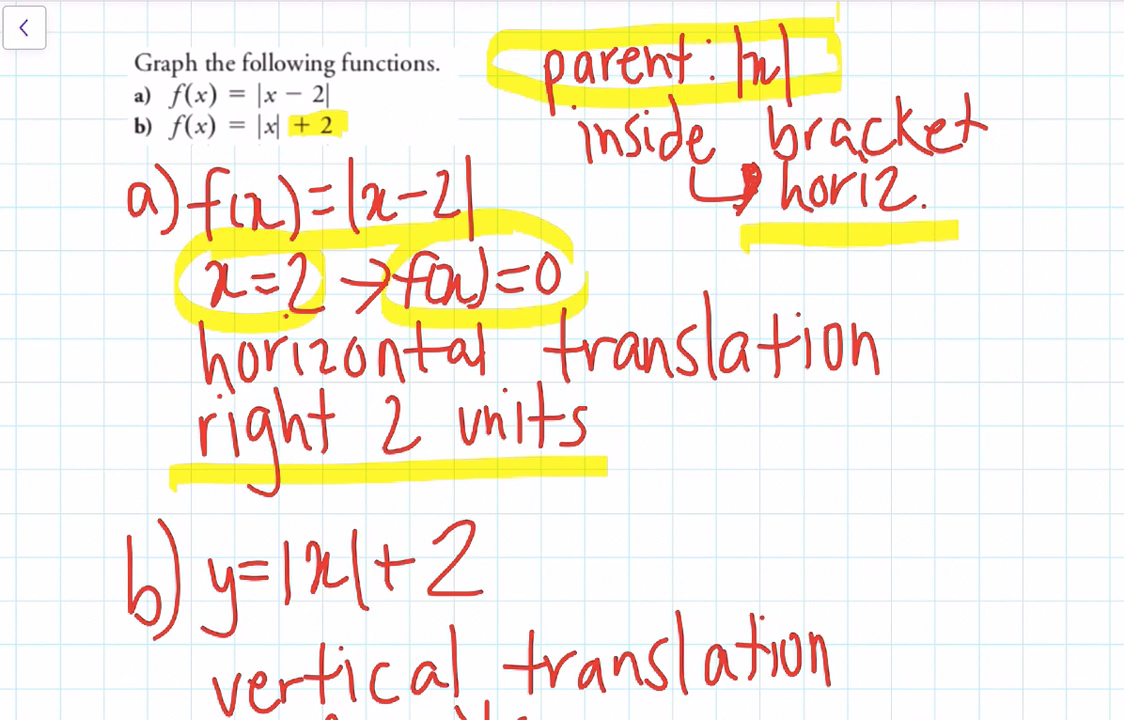 Graph the following functions.
a) f(x) = |x − 2|
b) f(x) = |x| + 2
parent: |x|
inside bracket
↳ horiz.
a) f(x) = |x-2|
x=2 → f(x)=0
horizontal translation
right 2 units
b) y=|x|+2
vertical translation